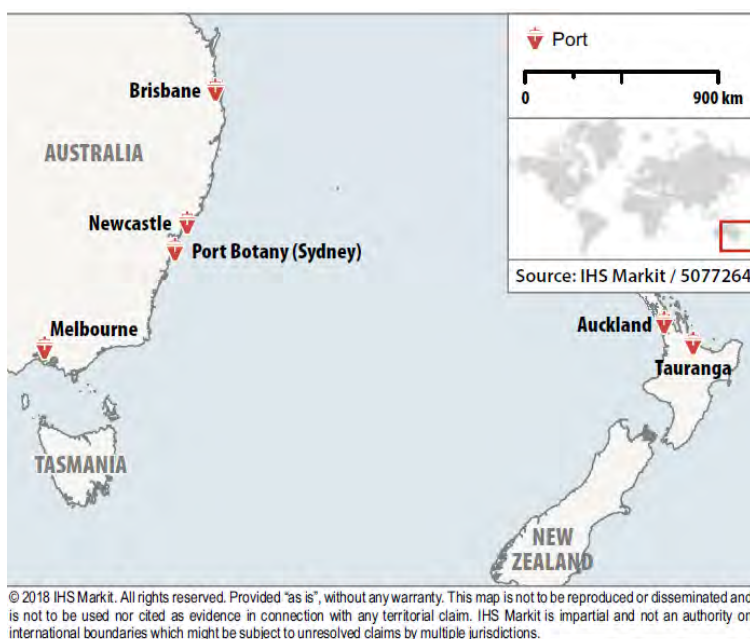 Port
0 900 km
Brisbane
AUSTRALIA
Newcastle
Port Botany (Sydney)
Source: IHS Markit / 5077264
Melbourne
Auckland
Tauranga
TASMANIA
NEW
ZEALAND
© 2018 IHS Markit. All rights reserved. Provided “as is”, without any warranty. This map is not to be reproduced or disseminated and
is not to be used nor cited as evidence in connection with any territorial claim. IHS Markit is impartial and not an authority on
international boundaries which might be subject to unresolved claims by multiple jurisdictions.